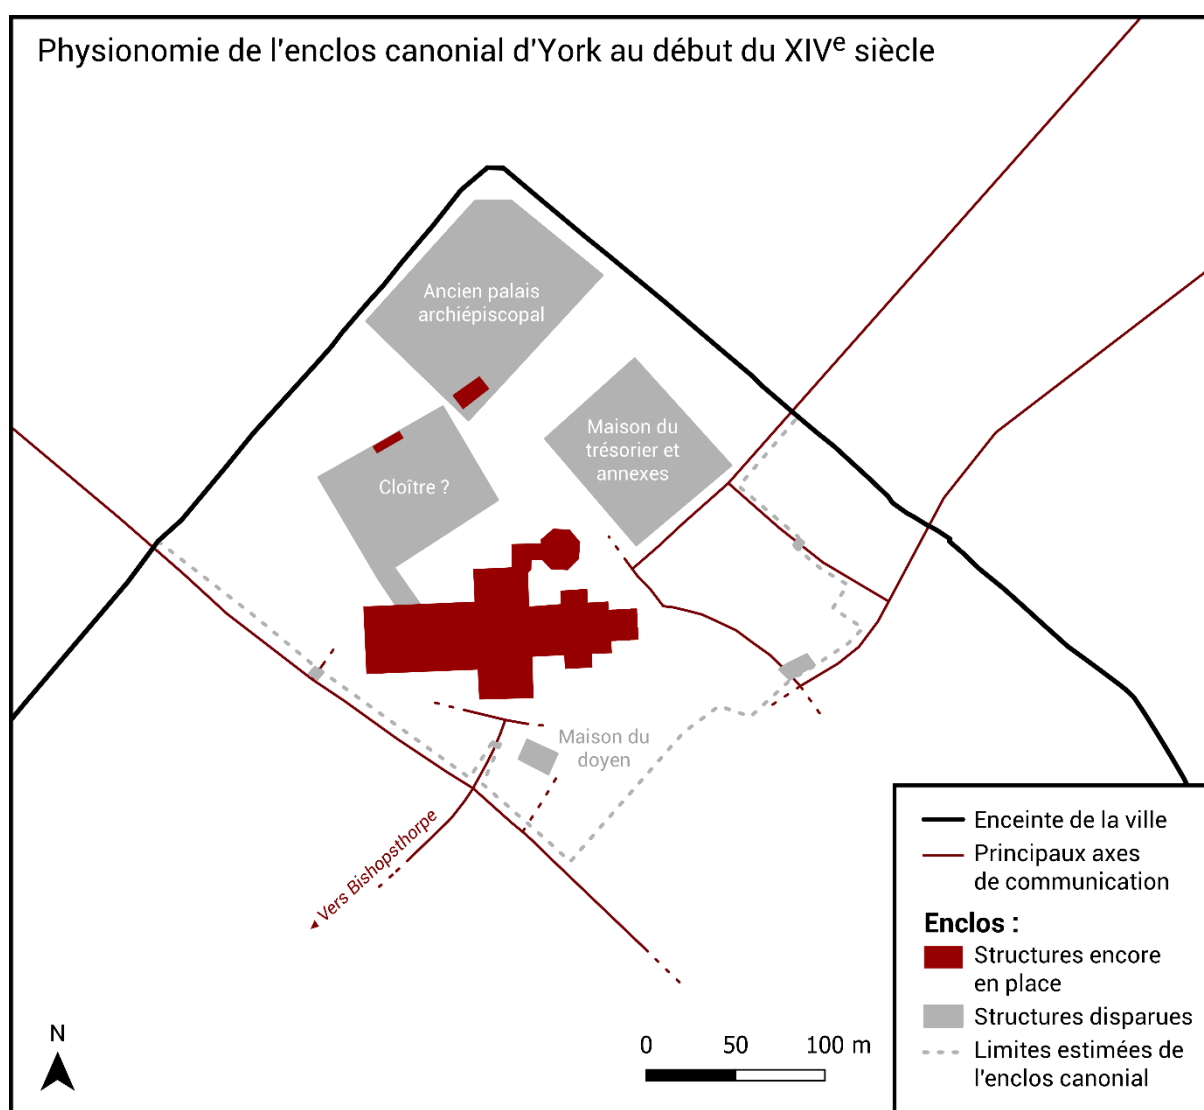 Physionomie de l'enclos canonial d'York au début du XIVe siècle
Ancien palais
archiépiscopal
Maison du
trésorier et
annexes
Cloître ?
Maison du
doyen
Vers Bishopsthorpe
N
0 50 100 m
Enceinte de la ville
Principaux axes
de communication
Enclos :
Structures encore
en place
Structures disparues
Limites estimées de
l'enclos canonial